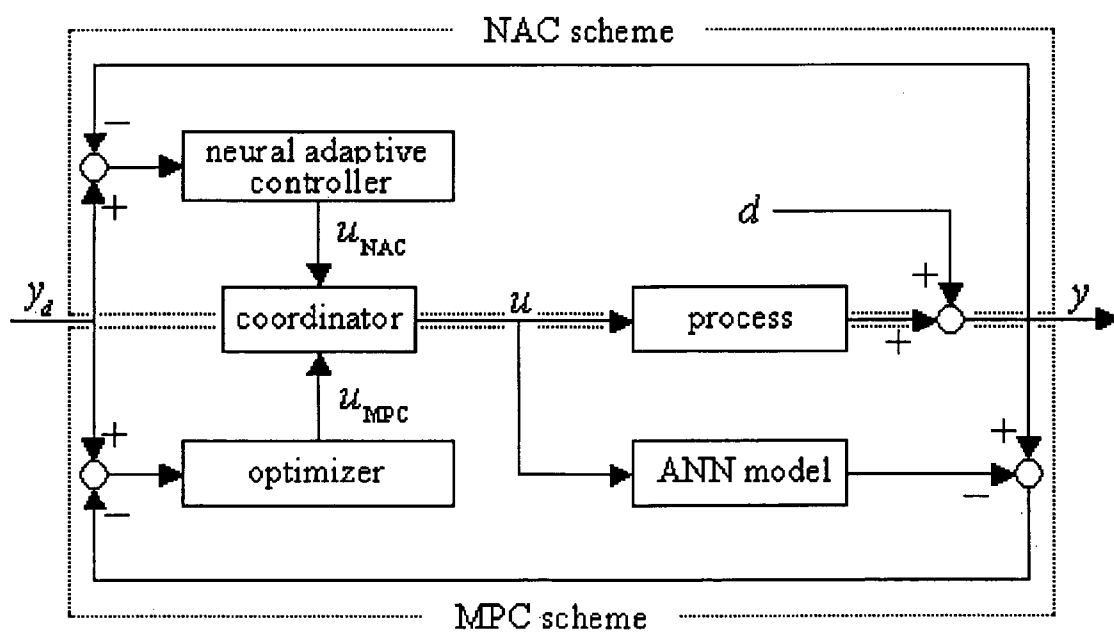 NAC scheme
−
neural adaptive
controller
+
u_NAC
d
+
y_d
coordinator
u
process
+
y
u_MPC
+
+
optimizer
ANN model
−
−
MPC scheme